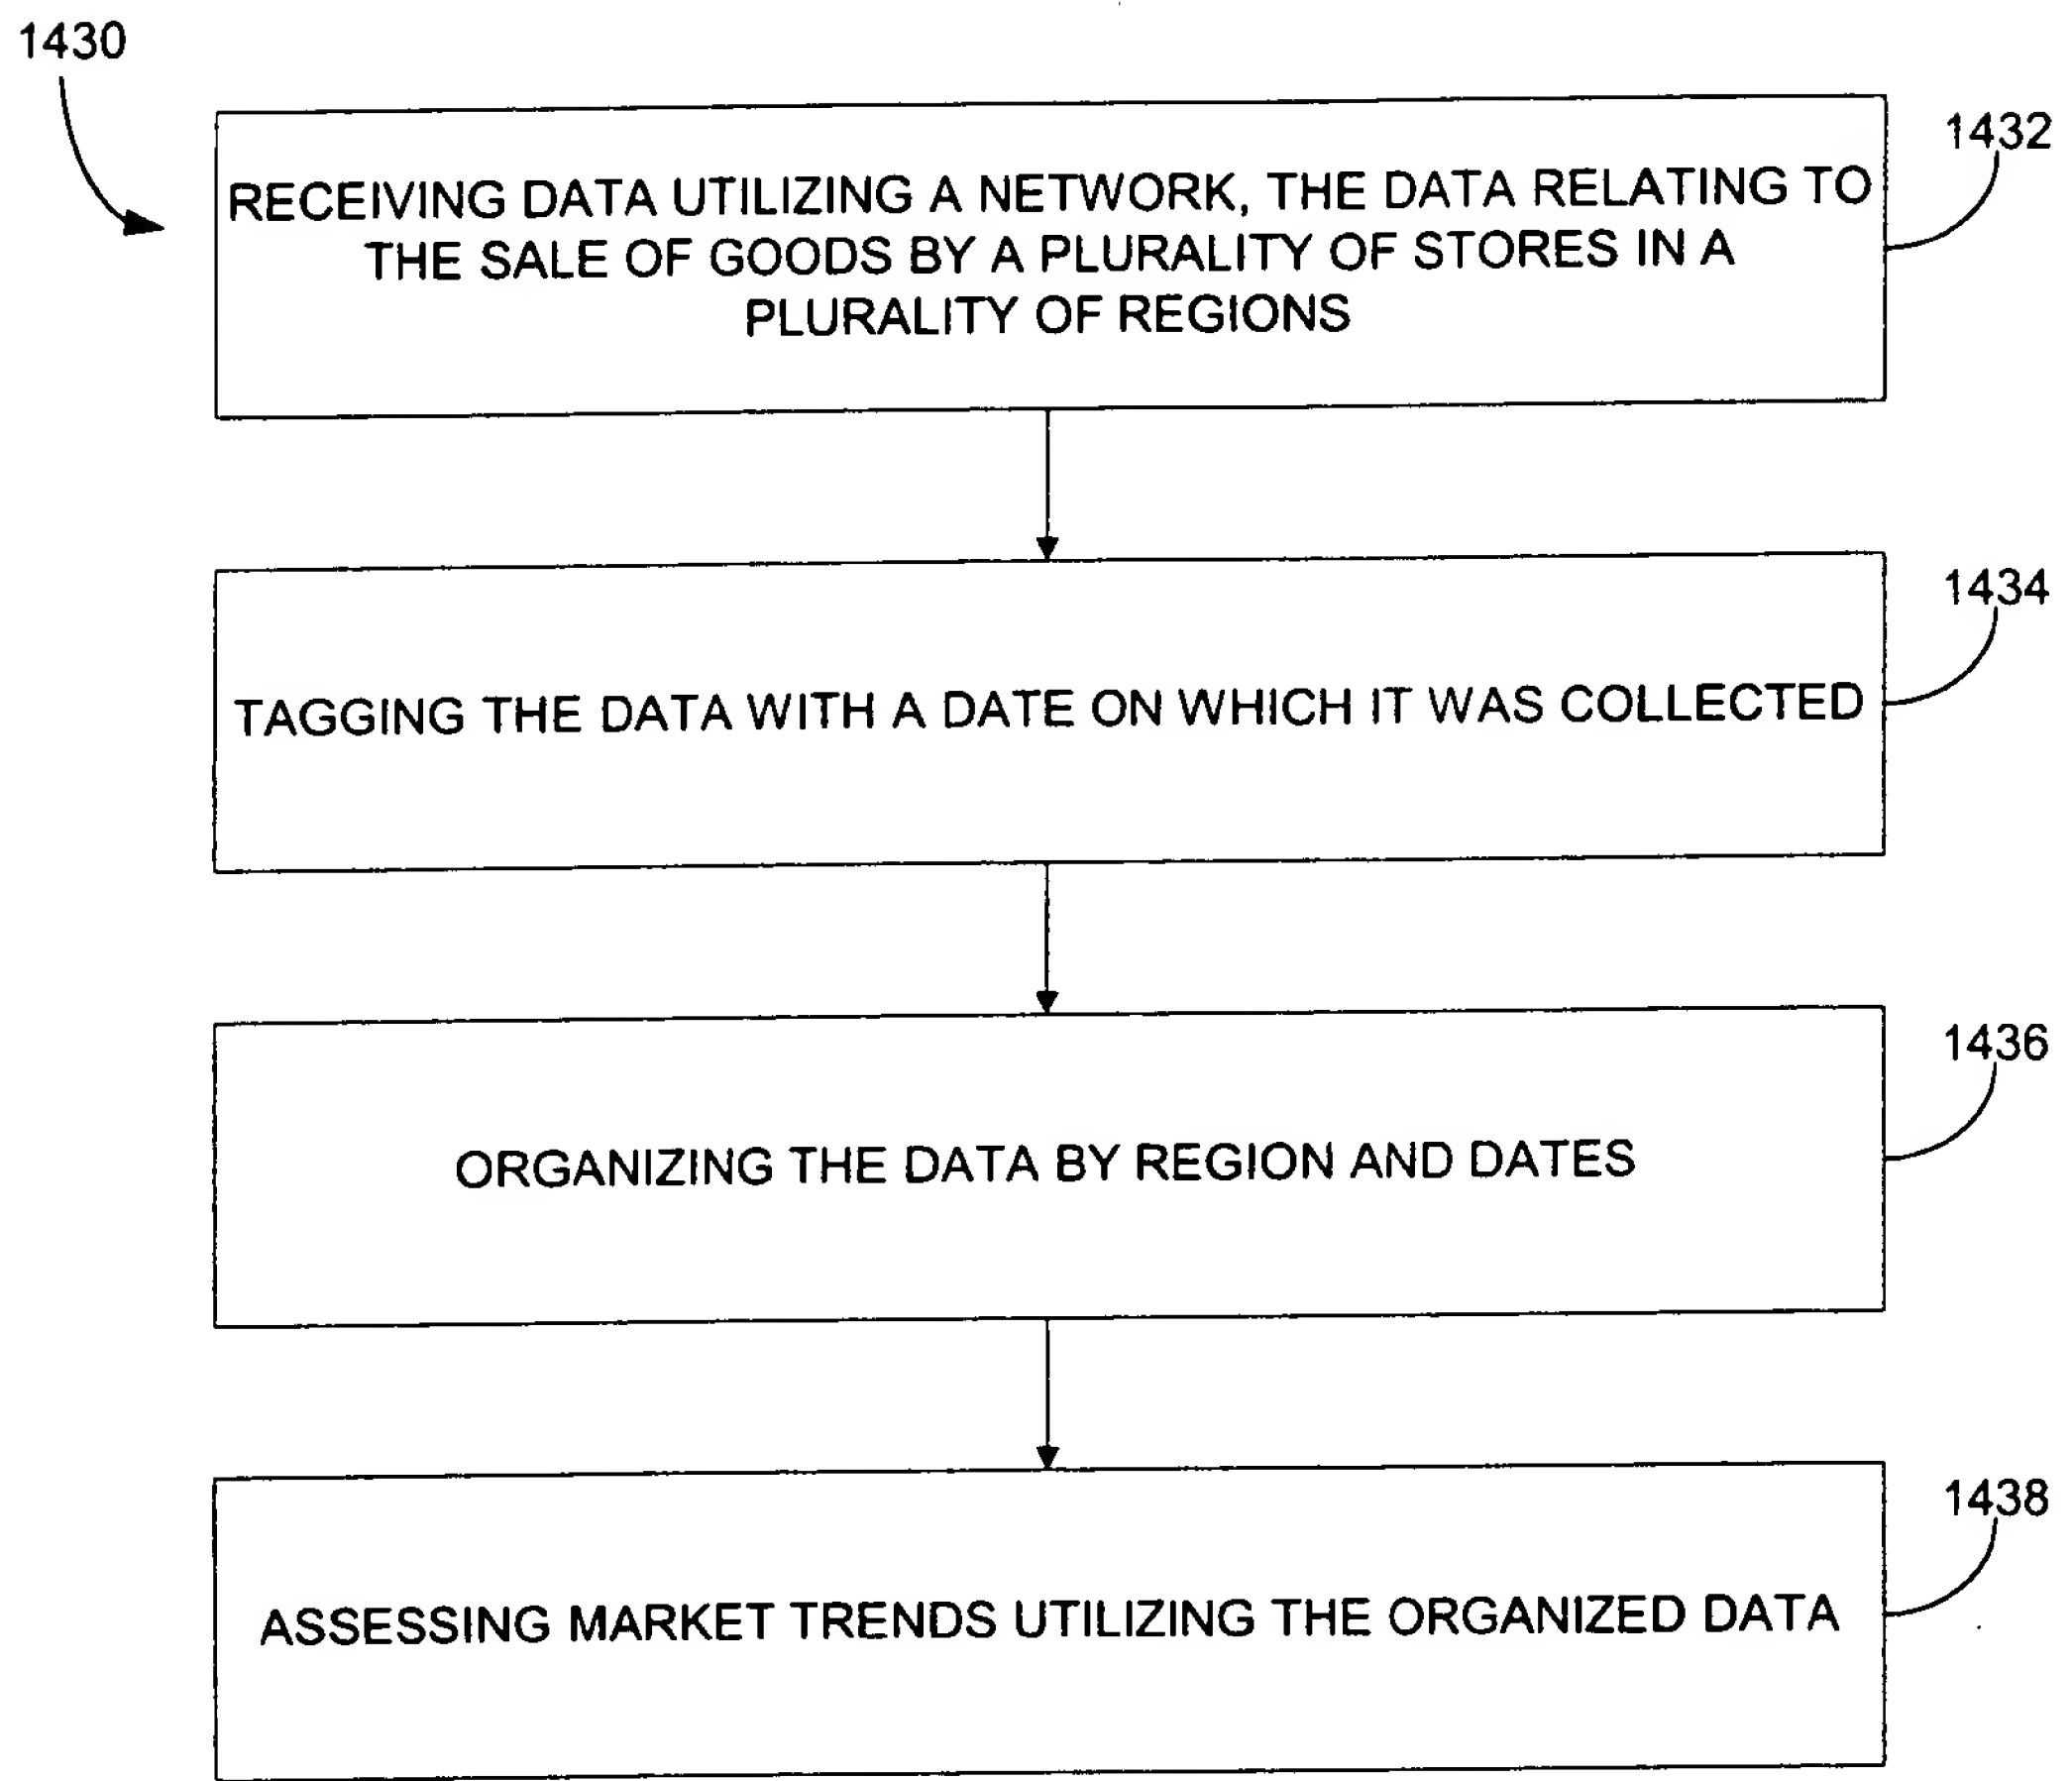 1430
1432
RECEIVING DATA UTILIZING A NETWORK, THE DATA RELATING TO
THE SALE OF GOODS BY A PLURALITY OF STORES IN A
PLURALITY OF REGIONS
1434
TAGGING THE DATA WITH A DATE ON WHICH IT WAS COLLECTED
1436
ORGANIZING THE DATA BY REGION AND DATES
1438
ASSESSING MARKET TRENDS UTILIZING THE ORGANIZED DATA